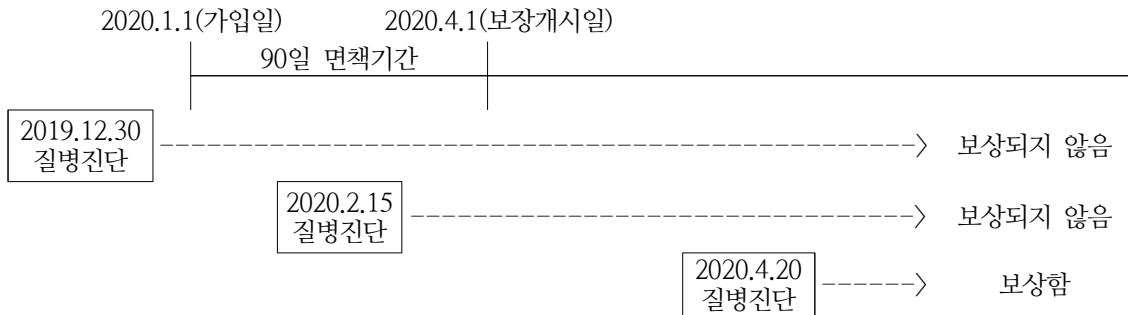 2020.1.1(가입일) 2020.4.1(보장개시일)
90일 면책기간
2019.12.30
질병진단
보상되지 않음
2020.2.15
질병진단
보상되지 않음
2020.4.20
질병진단
보상함